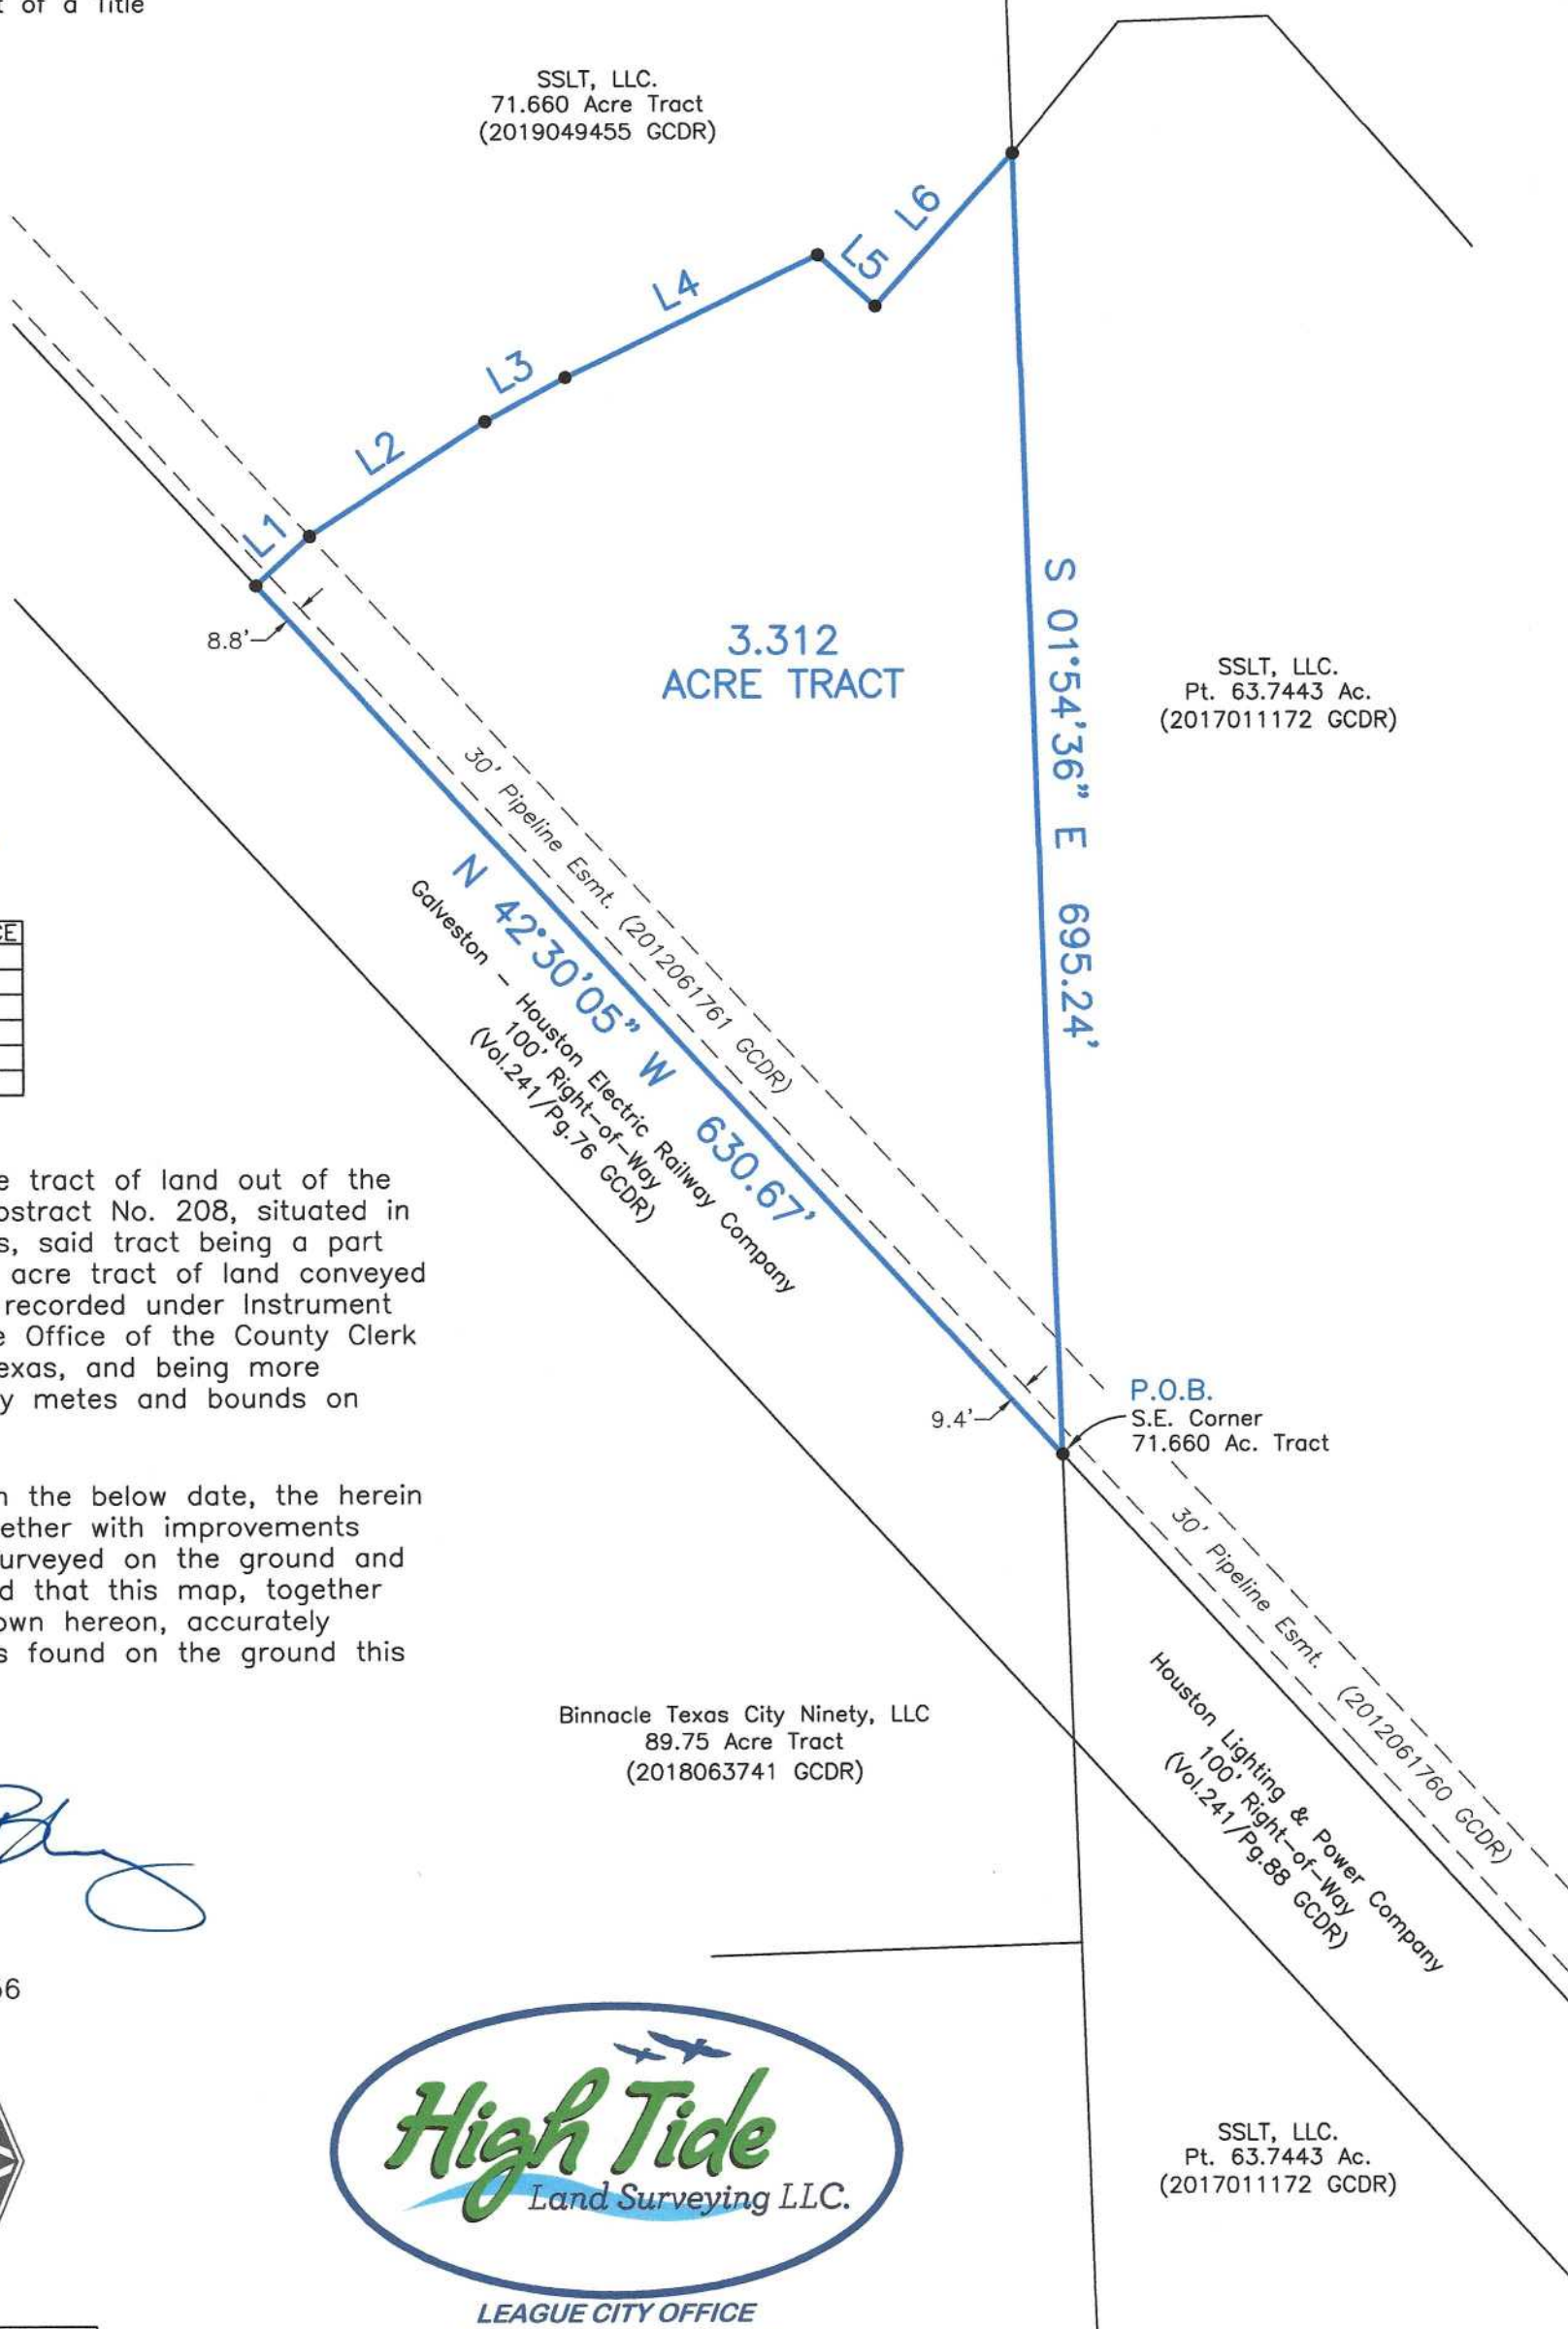 t of a Title
SSLT, LLC.
71.660 Acre Tract
(2019049455 GCDR)
L6
L5
L4
L3
L2
L1
8.8'
3.312
ACRE TRACT
S 01°54'36" E 695.24'
SSLT, LLC.
Pt. 63.7443 Ac.
(2017011172 GCDR)
30' Pipeline Esmt. (2012061761 GCDR)
N 42°30'05" W 630.67'
Galveston – Houston Electric Railway Company
100' Right–of–Way
(Vol.241/Pg.76 GCDR)
CE
e tract of land out of the
bstract No. 208, situated in
s, said tract being a part
acre tract of land conveyed
recorded under Instrument
e Office of the County Clerk
exas, and being more
y metes and bounds on
9.4'
P.O.B.
S.E. Corner
71.660 Ac. Tract
n the below date, the herein
ether with improvements
urveyed on the ground and
d that this map, together
own hereon, accurately
s found on the ground this
30' Pipeline Esmt. (2012061760 GCDR)
Houston Lighting & Power Company
100' Right–of–Way
(Vol.241/Pg.88 GCDR)
Binnacle Texas City Ninety, LLC
89.75 Acre Tract
(2018063741 GCDR)
6
High Tide
Land Surveying LLC.
LEAGUE CITY OFFICE
SSLT, LLC.
Pt. 63.7443 Ac.
(2017011172 GCDR)